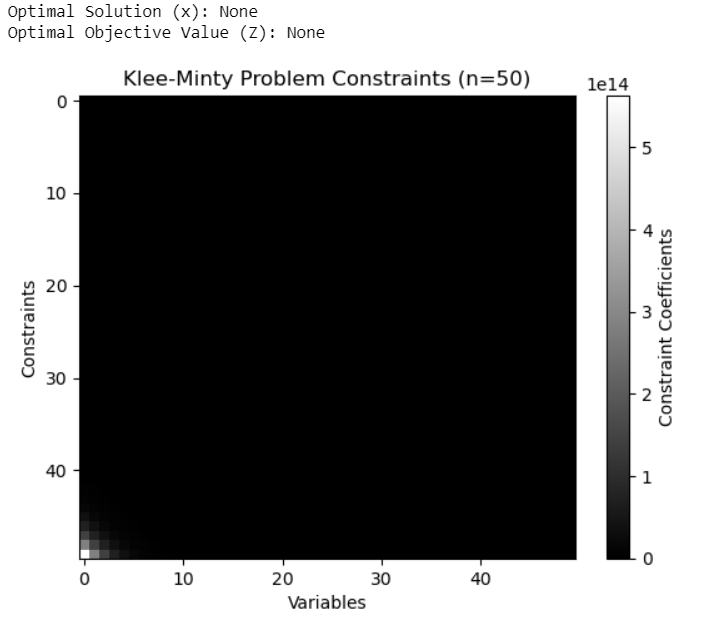 Optimal Solution (x): None
Optimal Objective Value (Z): None
Klee-Minty Problem Constraints (n=50)
1e14
0
10
20
30
40
Constraints
0
10
20
30
40
Variables
5
4
3
2
1
0
Constraint Coefficients